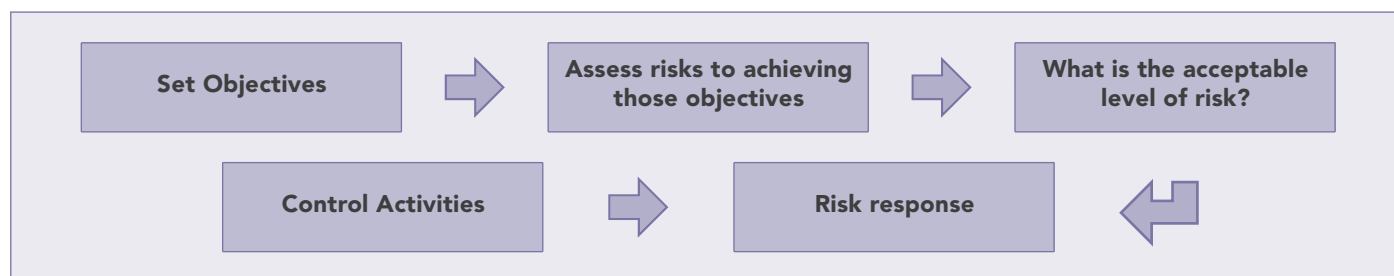 Set Objectives
Assess risks to achieving
those objectives
What is the acceptable
level of risk?
Control Activities
Risk response